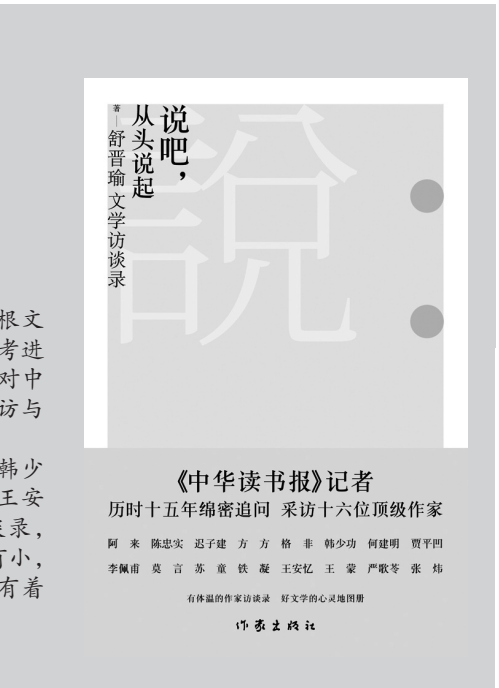 说吧，
从头说起
舒晋瑜文学访谈录
著
説
《中华读书报》记者
历时十五年绵密追问 采访十六位顶级作家
阿来 陈忠实 迟子建 方方 格非 韩少功 何建明 贾平凹
李佩甫 莫言 苏童 铁凝 王安忆 王蒙 严歌苓 张炜
有体温的作家访谈录 好文学的心灵地图册
作家出版社
根文
考进
对中
访与
韩少
王安
录，
小，
有着